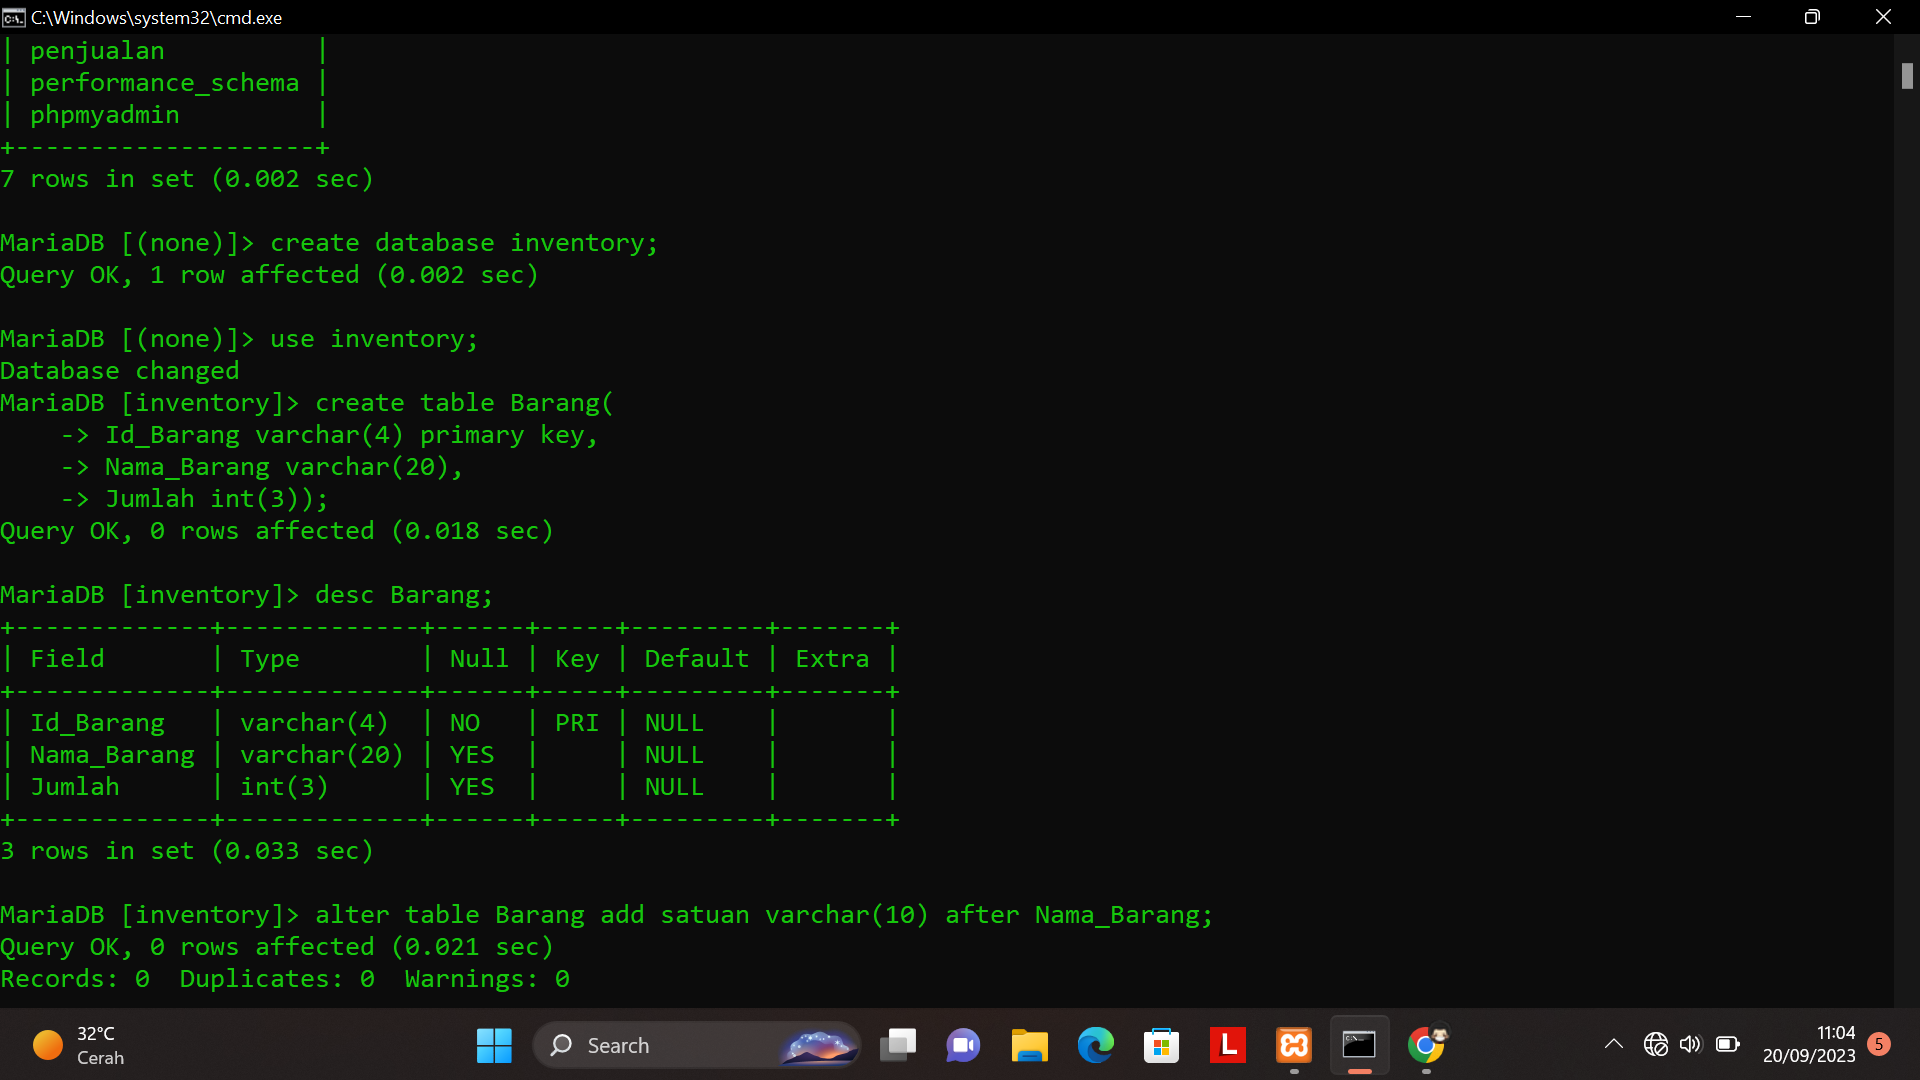 C:\Windows\system32\cmd.exe
| penjualan          |
| performance_schema |
| phpmyadmin         |
+--------------------+
7 rows in set (0.002 sec)
MariaDB [(none)]> create database inventory;
Query OK, 1 row affected (0.002 sec)
MariaDB [(none)]> use inventory;
Database changed
MariaDB [inventory]> create table Barang(
    -> Id_Barang varchar(4) primary key,
    -> Nama_Barang varchar(20),
    -> Jumlah int(3));
Query OK, 0 rows affected (0.018 sec)
MariaDB [inventory]> desc Barang;
+-------------+-------------+------+-----+---------+-------+
| Field       | Type        | Null | Key | Default | Extra |
+-------------+-------------+------+-----+---------+-------+
| Id_Barang   | varchar(4)  | NO   | PRI | NULL    |       |
| Nama_Barang | varchar(20) | YES  |     | NULL    |       |
| Jumlah      | int(3)      | YES  |     | NULL    |       |
+-------------+-------------+------+-----+---------+-------+
3 rows in set (0.033 sec)
MariaDB [inventory]> alter table Barang add satuan varchar(10) after Nama_Barang;
Query OK, 0 rows affected (0.021 sec)
Records: 0  Duplicates: 0  Warnings: 0
32°C
Cerah
Search
L
11:04
20/09/2023
5